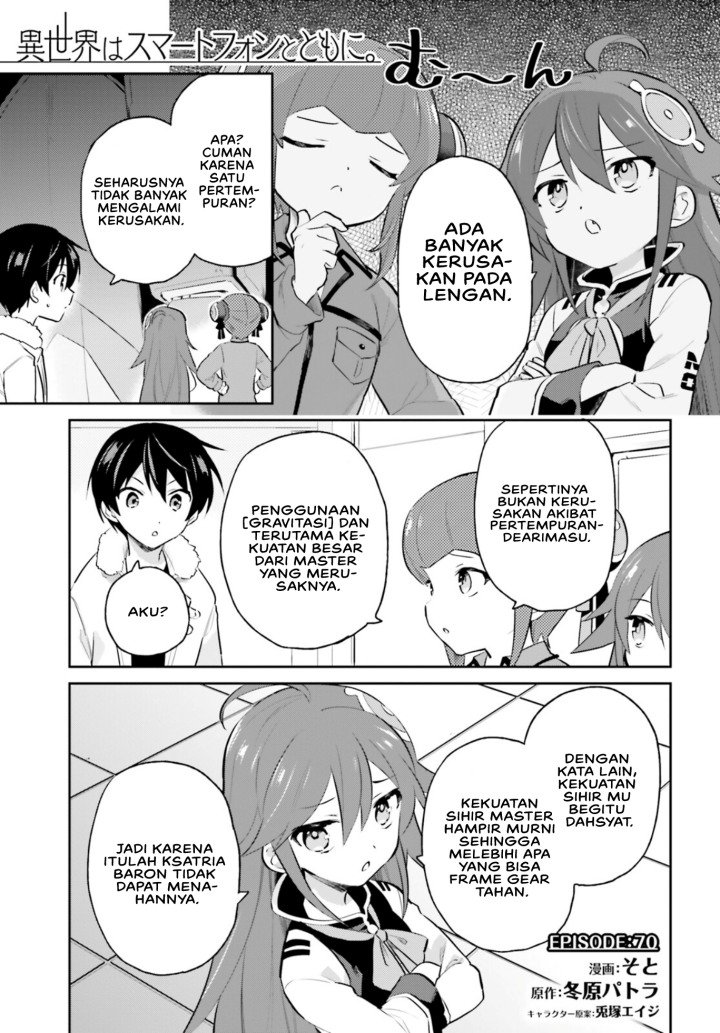 異世界はスマートフォンとともに。
む〜ん
ADA
BANYAK
KERUSA-
KAN PADA
LENGAN.
APA?
CUMAN
KARENA
SATU
PERTEM-
PURAN?
SEHARUSNYA
TIDAK BANYAK
MENGALAMI
KERUSAKAN.
SEPERTINYA
BUKAN KERU-
SAKAN AKIBAT
PERTEMPURAN-
DEARIMASU.
PENGGUNAAN
[GRAVITASI] DAN
TERUTAMA KE-
KUATAN BESAR
DARI MASTER
YANG MERU-
SAKNYA.
AKU?
DENGAN
KATA LAIN,
KEKUATAN
SIHIR MU
BEGITU
DAHSYAT.
KEKUATAN
SIHIR MASTER
HAMPIR MURNI
SEHINGGA
MELEBIHI APA
YANG BISA
FRAME GEAR
TAHAN.
JADI KARENA
ITULAH KSATRIA
BARON TIDAK
DAPAT MENA-
HANNYA.
EPISODE:70
漫画:そと
原作:冬原パトラ
キャラクター原案:兎塚エイジ